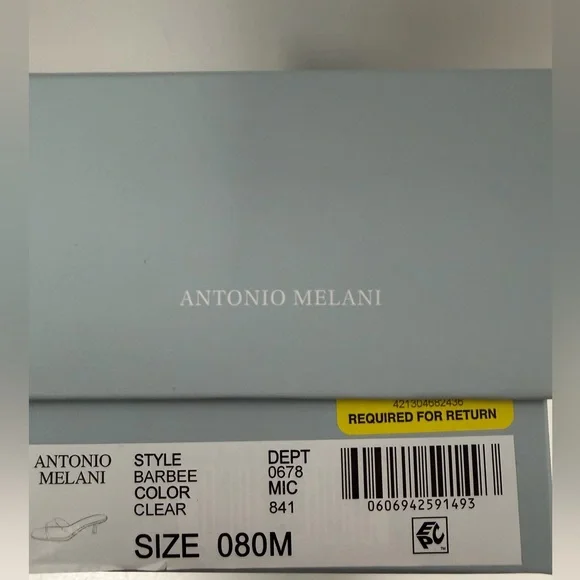 ANTONIO MELANI
421304682436
REQUIRED FOR RETURN
ANTONIO
MELANI
STYLE
BARBEE
COLOR
CLEAR
DEPT
0678
MIC
841
SIZE 080M
0606942591493
EPC™